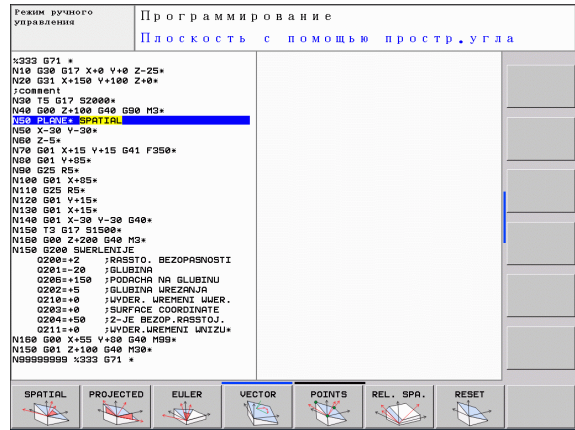 Режим ручного
управления
Программирование
Плоскость с помощью простр.угла
%333 G71 *
N10 G30 G17 X+0 Y+0 Z-25*
N20 G31 X+150 Y+100 Z+0*
;comment
N30 T5 G17 S2000*
N40 G00 Z+100 G40 G90 M3*
N50 PLANE* SPATIAL
N50 X-30 Y-30*
N60 Z-5*
N70 G01 X+15 Y+15 G41 F350*
N80 G01 Y+85*
N90 G25 R5*
N100 G01 X+85*
N110 G25 R5*
N120 G01 Y+15*
N130 G01 X+15*
N140 G01 X-30 Y-30 G40*
N150 T3 G17 S1500*
N160 G00 Z+200 G40 M3*
N150 G200 SWERLENIJE
Q200=+2 ;RASSTO. BEZOPASNOSTI
Q201=-20 ;GLUBINA
Q206=+150 ;PODACHA NA GLUBINU
Q202=+5 ;GLUBINA WREZANJA
Q210=+0 ;WYDER. WREMENI WWER.
Q203=+0 ;SURFACE COORDINATE
Q204=+50 ;2-JE BEZOP.RASSTOJ.
Q211=+0 ;WYDER.WREMENI WNIZU*
N160 G00 X+55 Y+80 G40 M99*
N150 G01 Z+100 G40 M30*
N99999999 %333 G71 *
SPATIAL PROJECTED EULER VECTOR POINTS REL. SPA. RESET